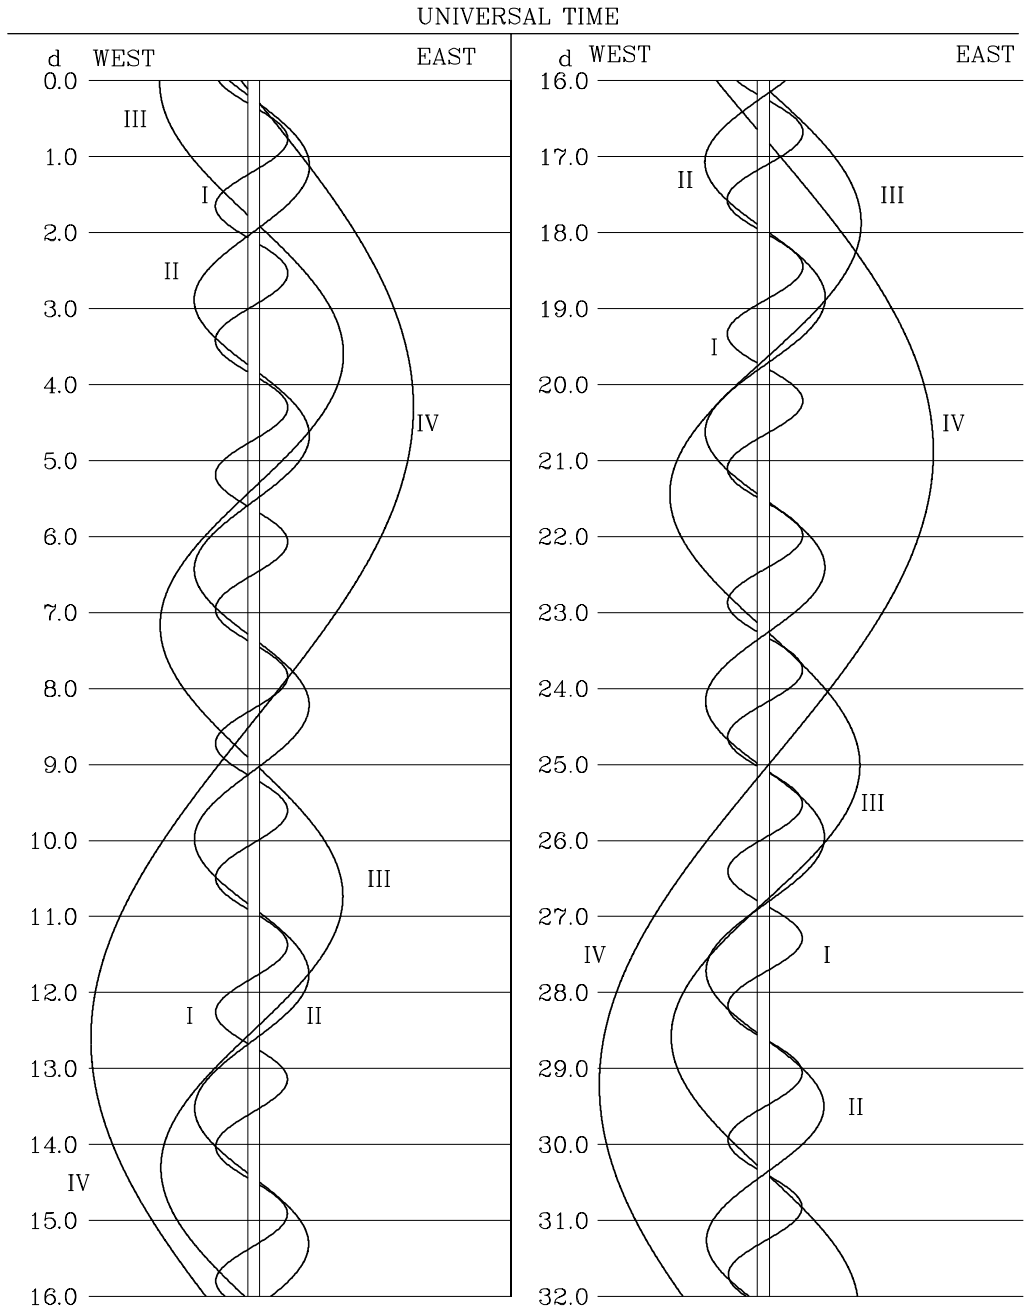 UNIVERSAL TIME
d WEST EAST
0.0
III
1.0
I
2.0
II
3.0
4.0
IV
5.0
6.0
7.0
8.0
9.0
10.0
III
11.0
12.0
I II
13.0
14.0
IV
15.0
16.0
d WEST EAST
16.0
17.0
II
III
18.0
19.0
I
20.0
IV
21.0
22.0
23.0
24.0
25.0
III
26.0
27.0
IV I
28.0
29.0
II
30.0
31.0
32.0